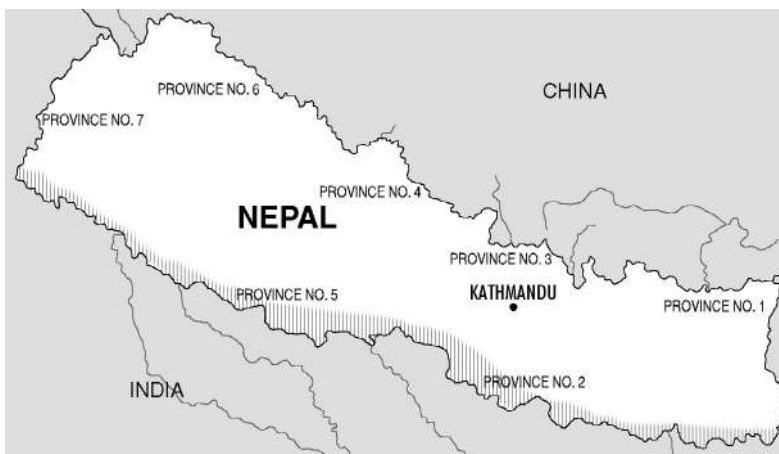 PROVINCE NO. 6
CHINA
PROVINCE NO. 7
PROVINCE NO. 4
NEPAL
PROVINCE NO. 3
KATHMANDU
PROVINCE NO. 5
PROVINCE NO. 1
PROVINCE NO. 2
INDIA